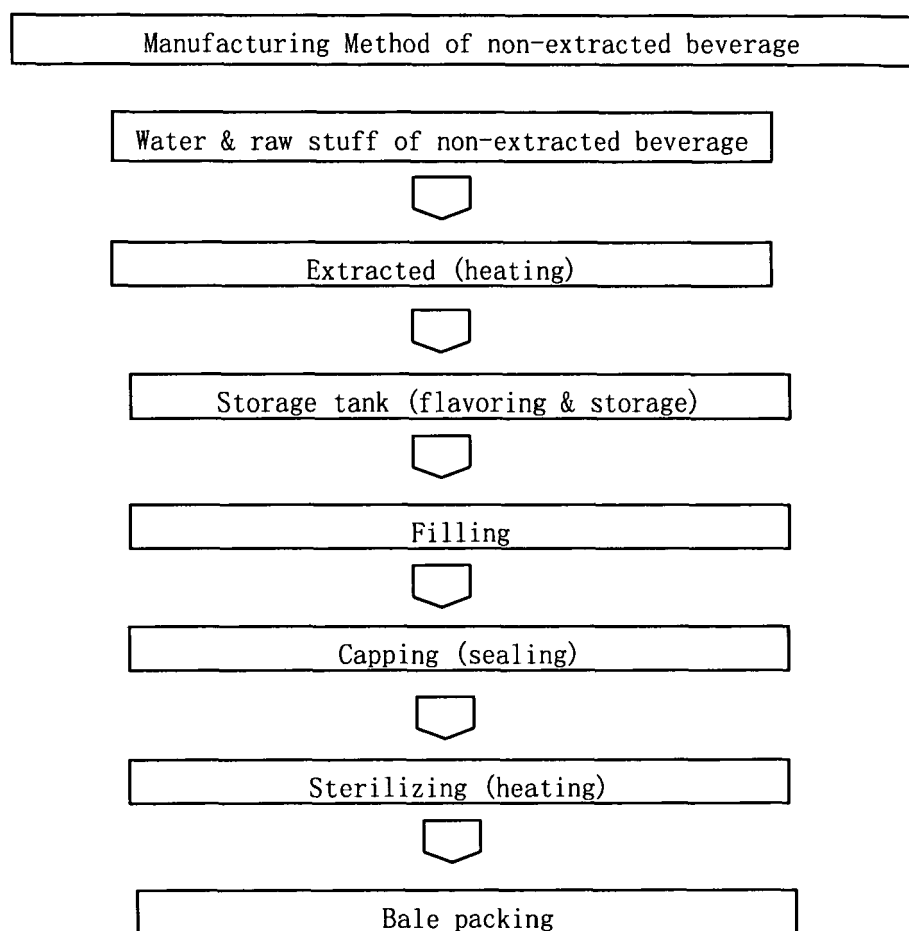 Manufacturing Method of non-extracted beverage
Water & raw stuff of non-extracted beverage
Extracted (heating)
Storage tank (flavoring & storage)
Filling
Capping (sealing)
Sterilizing (heating)
Bale packing